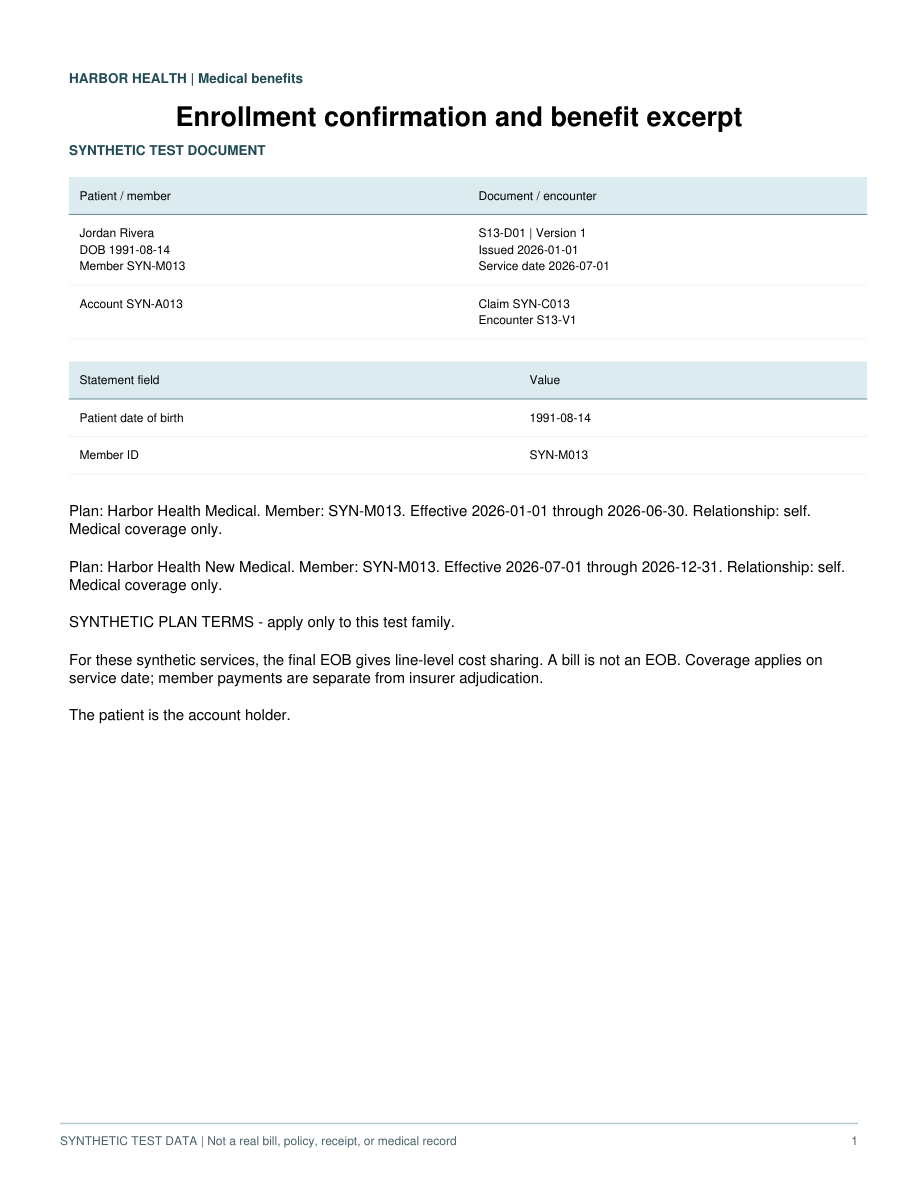 HARBOR HEALTH | Medical benefits
Enrollment confirmation and benefit excerpt
SYNTHETIC TEST DOCUMENT
Patient / member Document / encounter
Jordan Rivera S13-D01 | Version 1
DOB 1991-08-14 Issued 2026-01-01
Member SYN-M013 Service date 2026-07-01
Account SYN-A013 Claim SYN-C013
Encounter S13-V1
Statement field Value
Patient date of birth 1991-08-14
Member ID SYN-M013
Plan: Harbor Health Medical. Member: SYN-M013. Effective 2026-01-01 through 2026-06-30. Relationship: self.
Medical coverage only.
Plan: Harbor Health New Medical. Member: SYN-M013. Effective 2026-07-01 through 2026-12-31. Relationship: self.
Medical coverage only.
SYNTHETIC PLAN TERMS - apply only to this test family.
For these synthetic services, the final EOB gives line-level cost sharing. A bill is not an EOB. Coverage applies on
service date; member payments are separate from insurer adjudication.
The patient is the account holder.
SYNTHETIC TEST DATA | Not a real bill, policy, receipt, or medical record 1